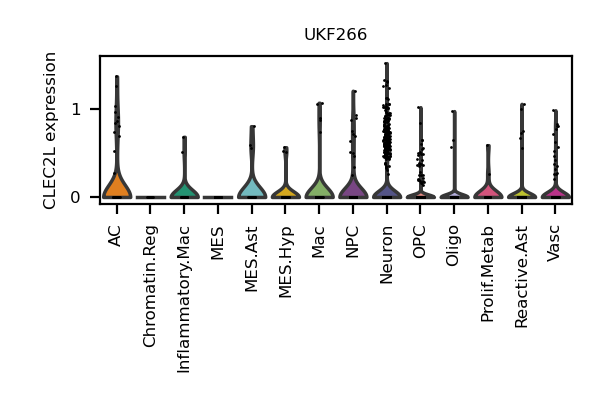 UKF266
CLEC2L expression
1
0
AC
Chromatin.Reg
Inflammatory.Mac
MES
MES.Ast
MES.Hyp
Mac
NPC
Neuron
OPC
Oligo
Prolif.Metab
Reactive.Ast
Vasc